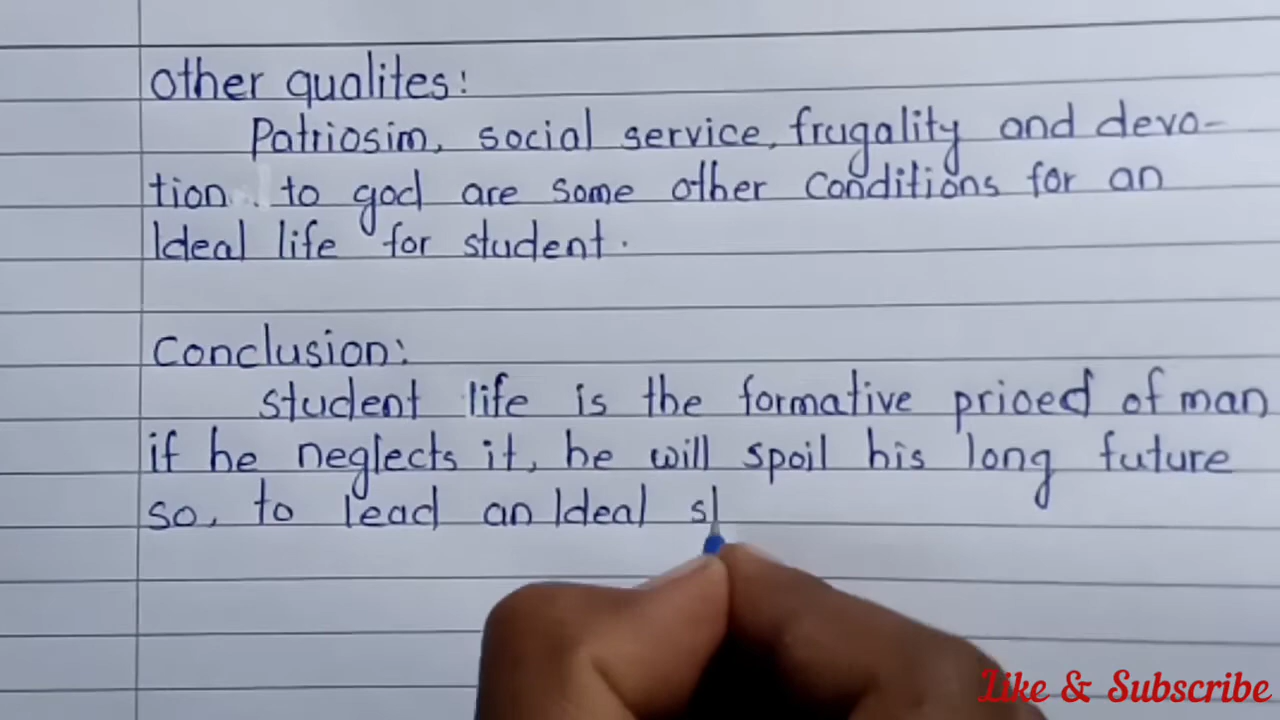 other qualites:
Patriosim, social service, frugality and devo-
tion to god are some other conditions for an
Ideal life for student.
Conclusion:
student life is the formative prioed of man
if he neglects it, he will spoil his long future
so, to lead an Ideal
Like & Subscribe